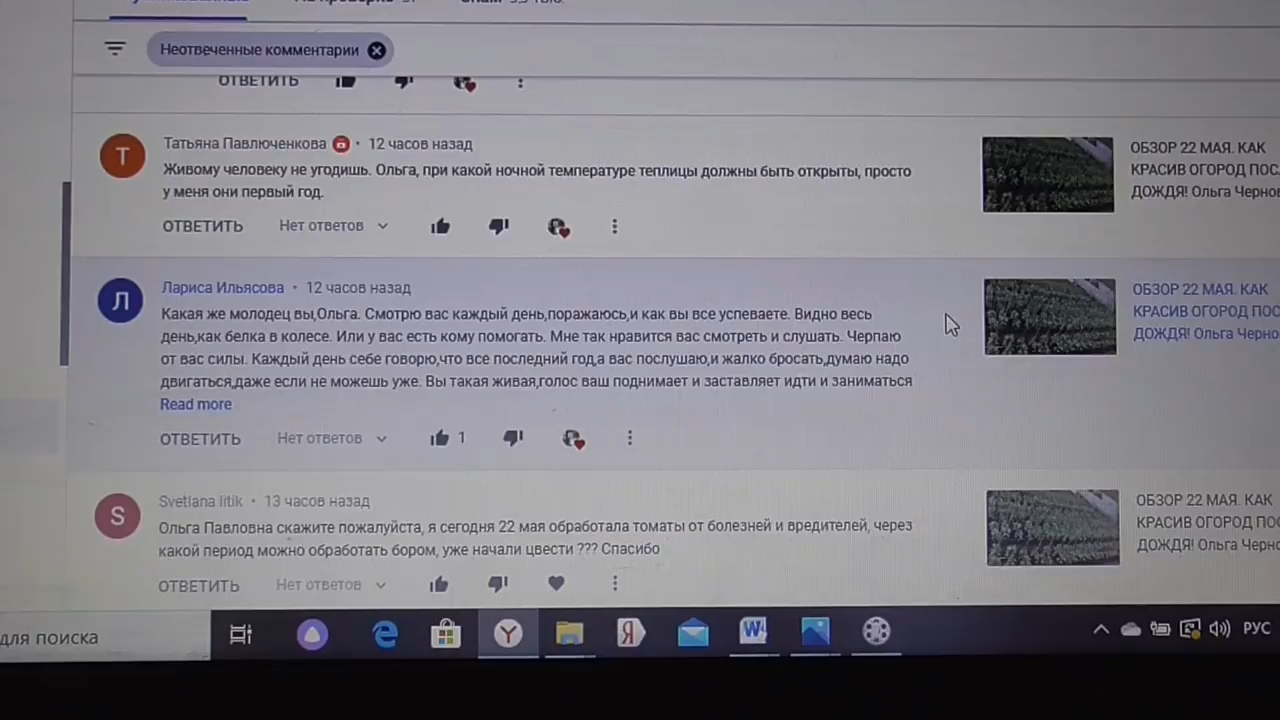 Неотвеченные комментарии
ОТВЕТИТЬ
Т
Татьяна Павлюченкова • 12 часов назад
Живому человеку не угодишь. Ольга, при какой ночной температуре теплицы должны быть открыты, просто
у меня они первый год.
ОТВЕТИТЬ Нет ответов
ОБЗОР 22 МАЯ. КАК
КРАСИВ ОГОРОД ПОС
ДОЖДЯ! Ольга Чернов
Л
Лариса Ильясова • 12 часов назад
Какая же молодец вы,Ольга. Смотрю вас каждый день,поражаюсь,и как вы все успеваете. Видно весь
день,как белка в колесе. Или у вас есть кому помогать. Мне так нравится вас смотреть и слушать. Черпаю
от вас силы. Каждый день себе говорю,что все последний год,а вас послушаю,и жалко бросать,думаю надо
двигаться,даже если не можешь уже. Вы такая живая,голос ваш поднимает и заставляет идти и заниматься
Read more
ОТВЕТИТЬ Нет ответов 1
ОБЗОР 22 МАЯ. КАК
КРАСИВ ОГОРОД ПОС
ДОЖДЯ! Ольга Черно
S
Svetlana litik • 13 часов назад
Ольга Павловна скажите пожалуйста, я сегодня 22 мая обработала томаты от болезней и вредителей, через
какой период можно обработать бором, уже начали цвести ??? Спасибо
ОТВЕТИТЬ Нет ответов
ОБЗОР 22 МАЯ. КАК
КРАСИВ ОГОРОД ПОС
ДОЖДЯ! Ольга Черно
для поиска
Y
Я
W
РУС